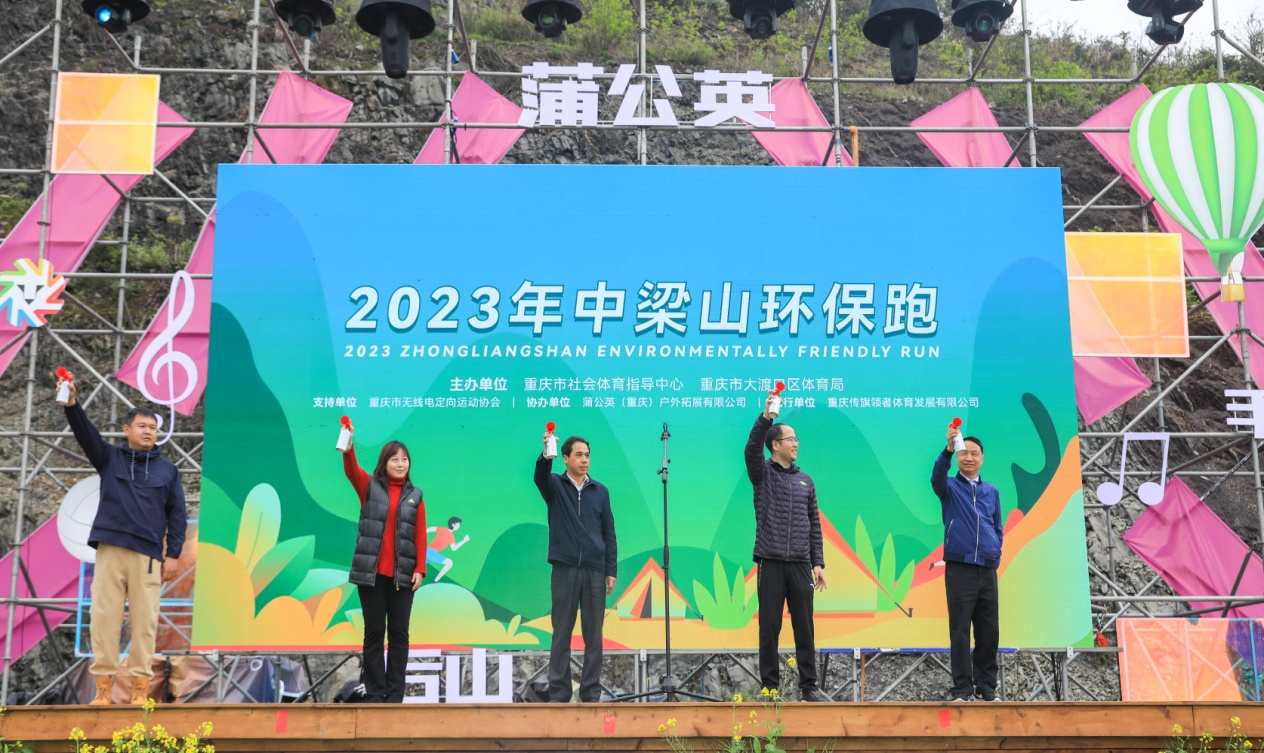 蒲公英
2023年中梁山环保跑
2023 ZHONGLIANGSHAN ENVIRONMENTALLY FRIENDLY RUN
主办单位 重庆市社会体育指导中心 重庆市大渡口区体育局
支持单位 重庆市无线电定向运动协会 | 协办单位 蒲公英(重庆)户外拓展有限公司 | 行单位 重庆传旗领者体育发展有限公司
山